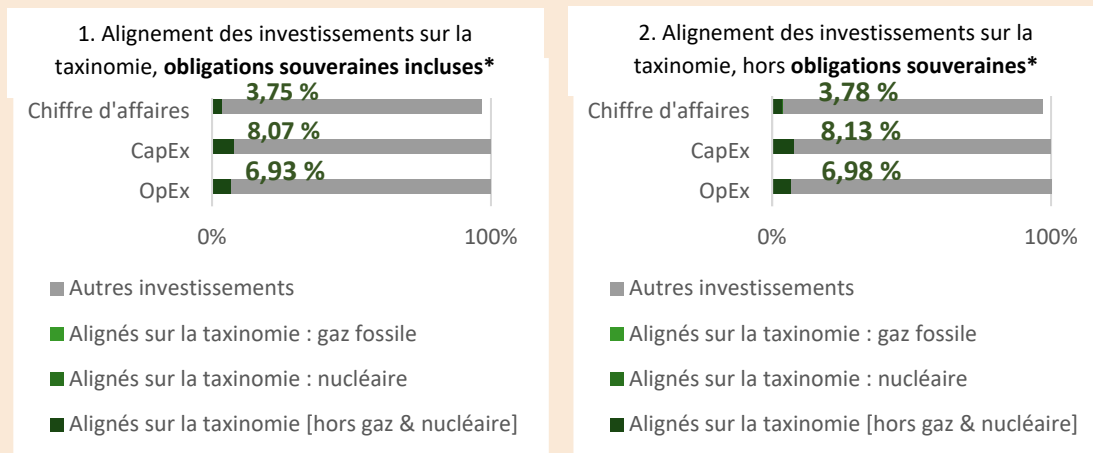 1. Alignement des investissements sur la
taxinomie, obligations souveraines incluses*
Chiffre d'affaires
3,75 %
CapEx
8,07 %
OpEx
6,93 %
0%
100%
Autres investissements
Alignés sur la taxinomie : gaz fossile
Alignés sur la taxinomie : nucléaire
Alignés sur la taxinomie [hors gaz & nucléaire]
2. Alignement des investissements sur la
taxinomie, hors obligations souveraines*
Chiffre d'affaires
3,78 %
CapEx
8,13 %
OpEx
6,98 %
0%
100%
Autres investissements
Alignés sur la taxinomie : gaz fossile
Alignés sur la taxinomie : nucléaire
Alignés sur la taxinomie [hors gaz & nucléaire]